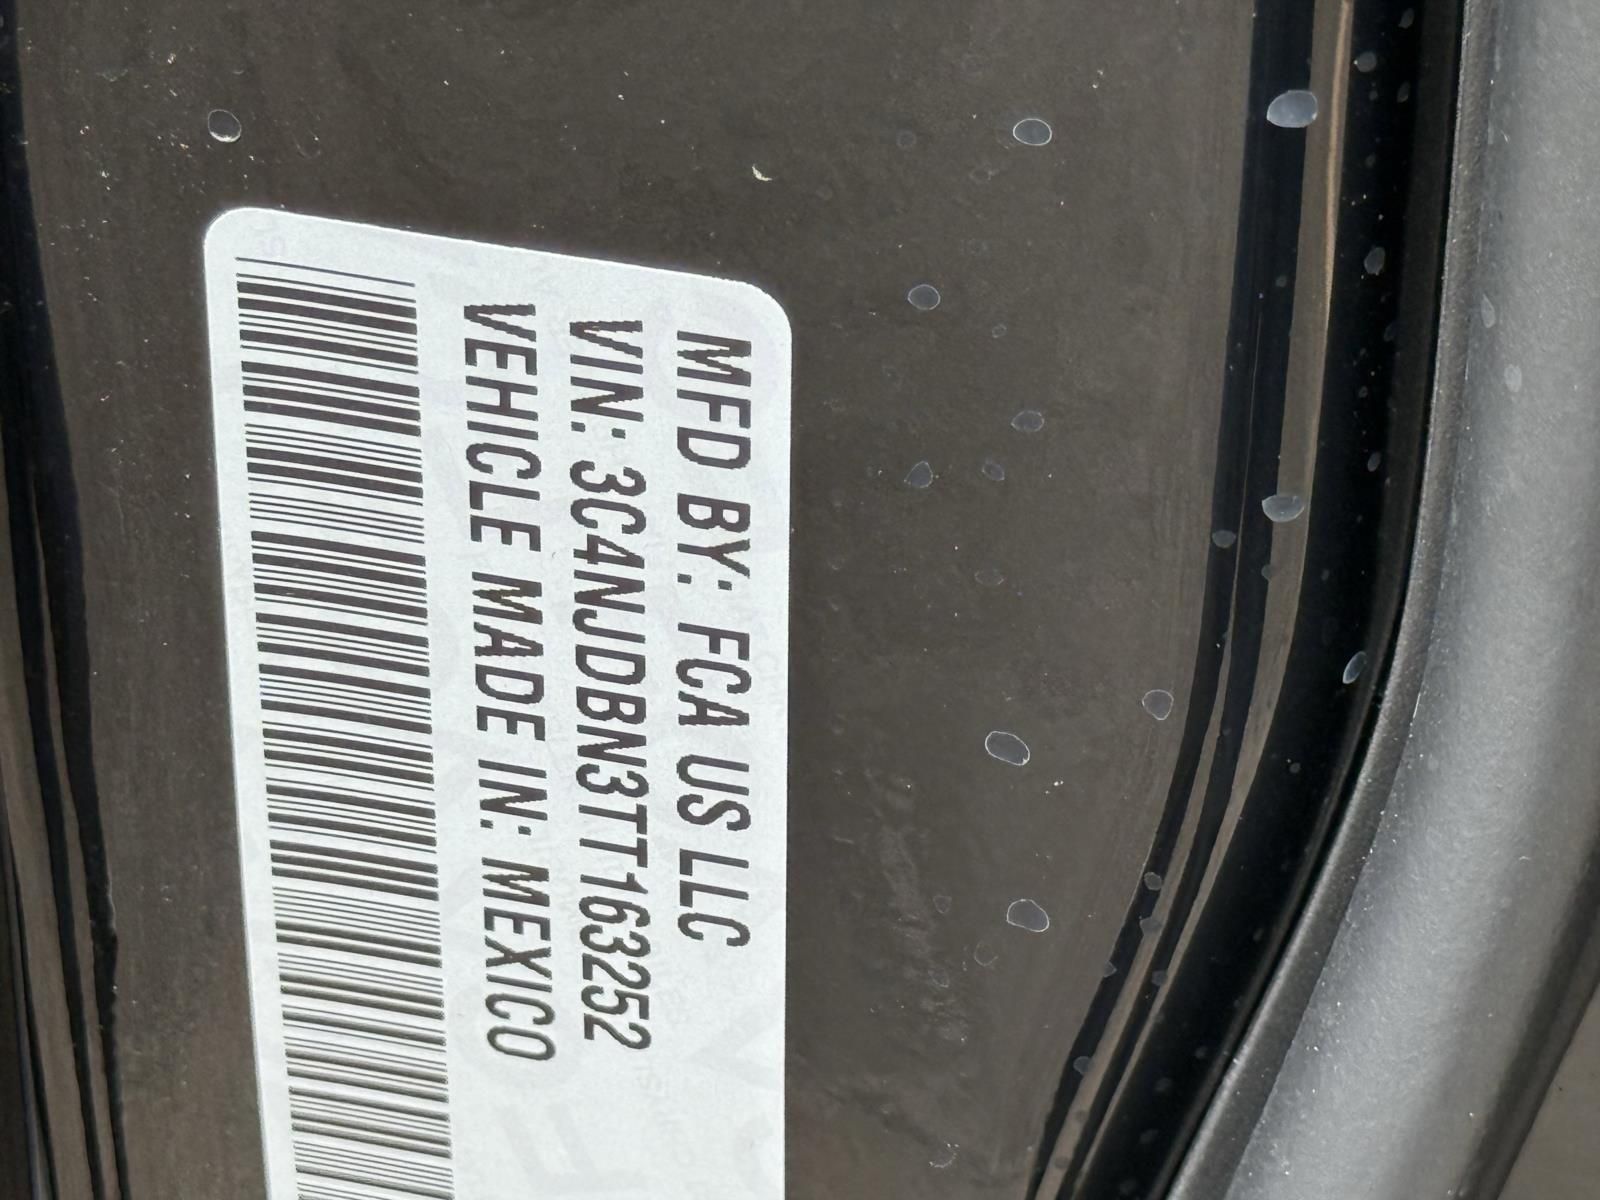 MFD BY: FCA US LLC
VIN: 3C4NJDBN3TT163252
VEHICLE MADE IN: MEXICO